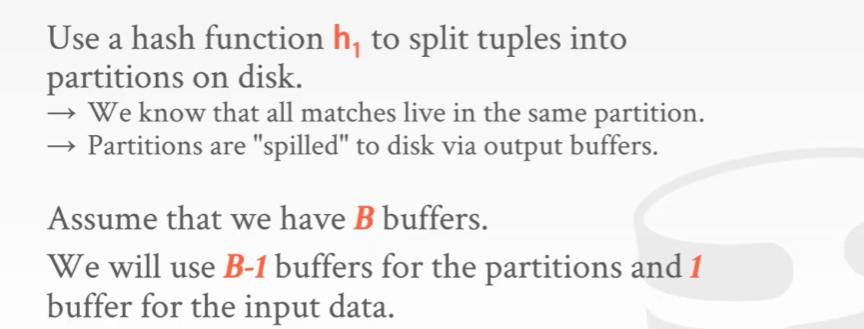 Use a hash function h₁ to split tuples into
partitions on disk.
→ We know that all matches live in the same partition.
→ Partitions are "spilled" to disk via output buffers.
Assume that we have B buffers.
We will use B-1 buffers for the partitions and 1
buffer for the input data.